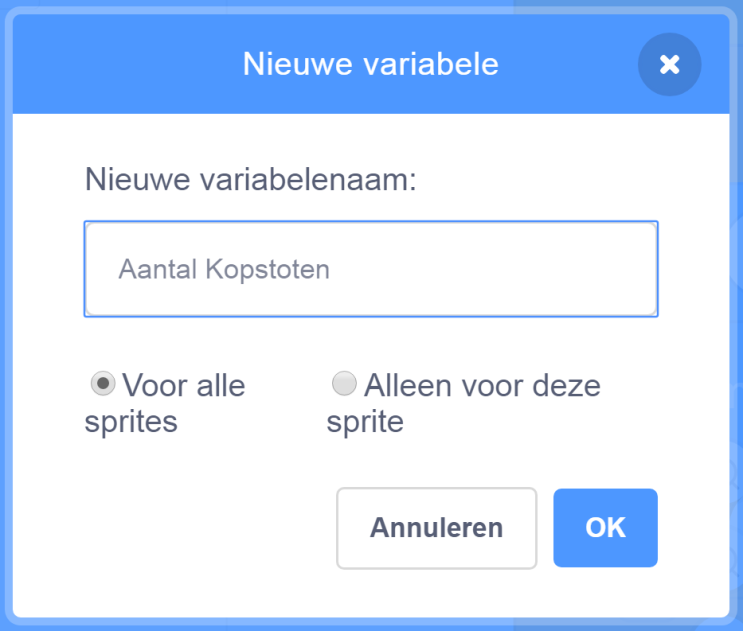 Nieuwe variabele
Nieuwe variabelenaam:
Aantal Kopstoten
Voor alle
sprites
Alleen voor deze
sprite
Annuleren
OK